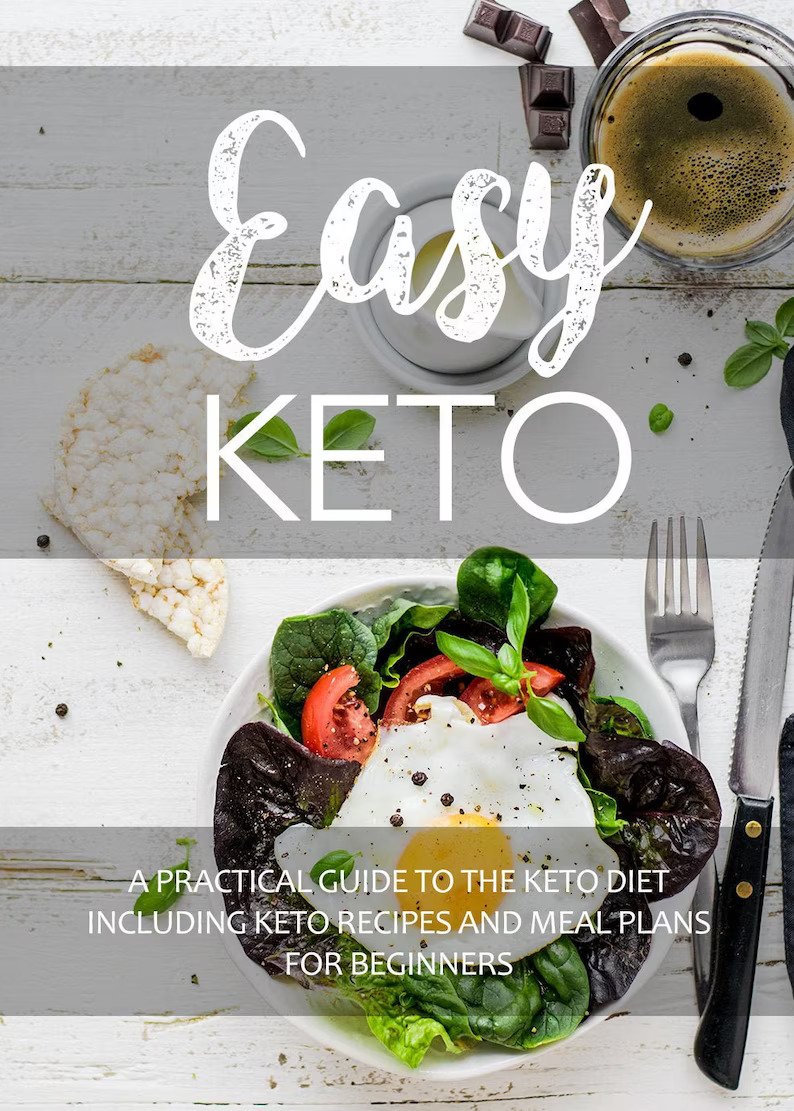 Easy
KETO
A PRACTICAL GUIDE TO THE KETO DIET
INCLUDING KETO RECIPES AND MEAL PLANS
FOR BEGINNERS